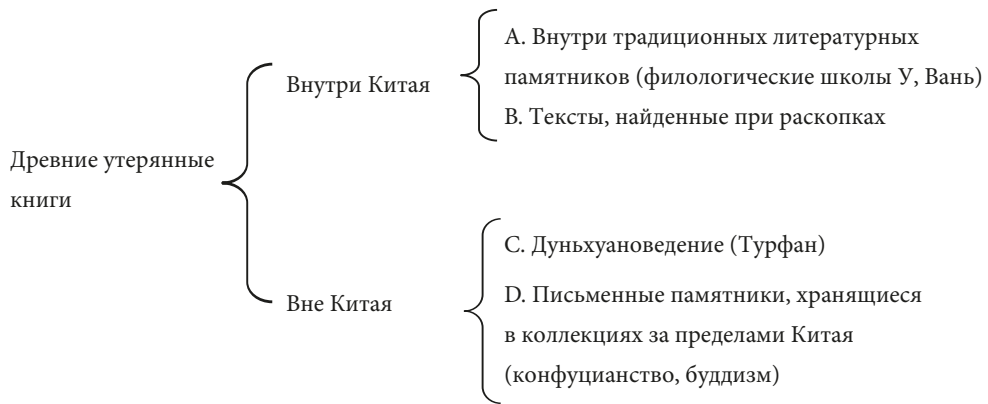 Древние утерянные
книги
Внутри Китая
A. Внутри традиционных литературных
памятников (филологические школы У, Вань)
B. Тексты, найденные при раскопках
Вне Китая
C. Дуньхуановедение (Турфан)
D. Письменные памятники, хранящиеся
в коллекциях за пределами Китая
(конфуцианство, буддизм)